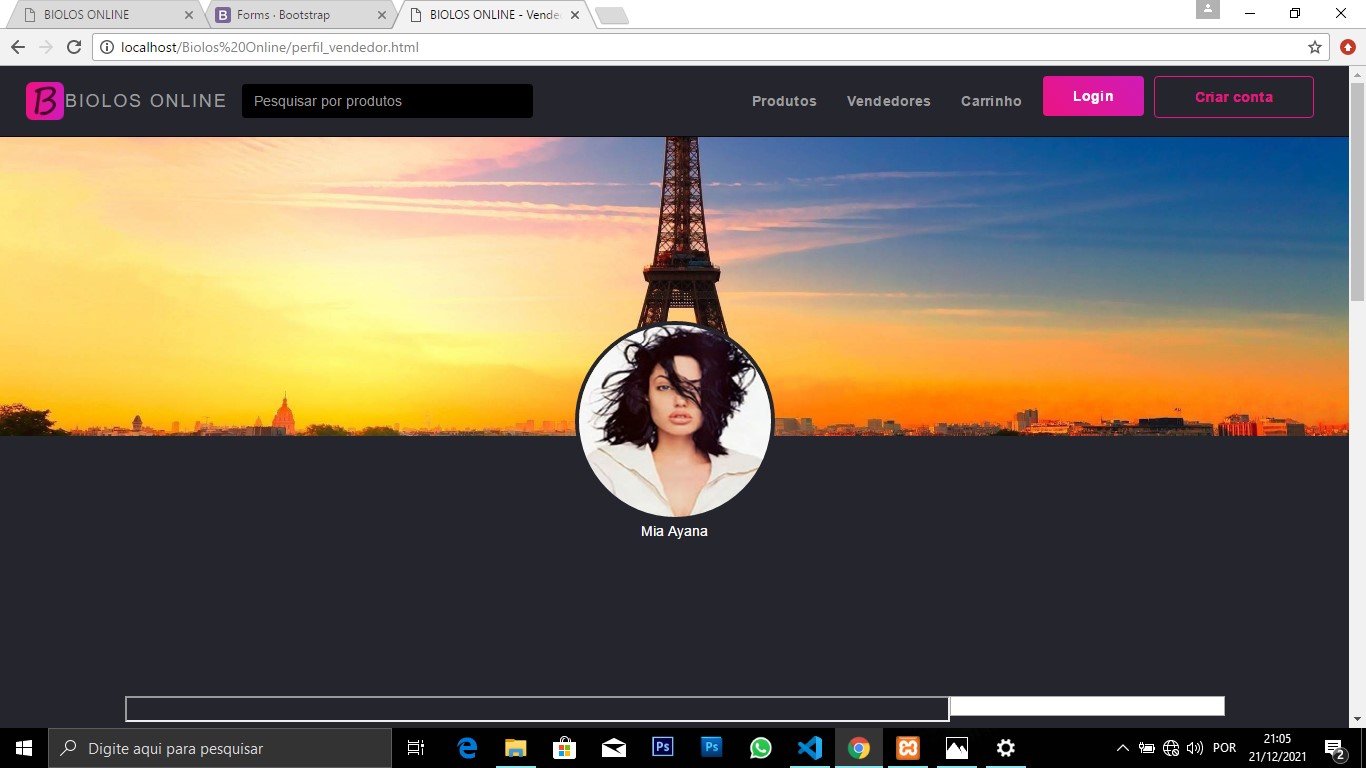 BIOLOS ONLINE
Forms · Bootstrap
BIOLOS ONLINE - Vende
localhost/Biolos%20Online/perfil_vendedor.html
B BIOLOS ONLINE
Pesquisar por produtos
Produtos
Vendedores
Carrinho
Login
Criar conta
Mia Ayana
Digite aqui para pesquisar
POR
21:05
21/12/2021
2